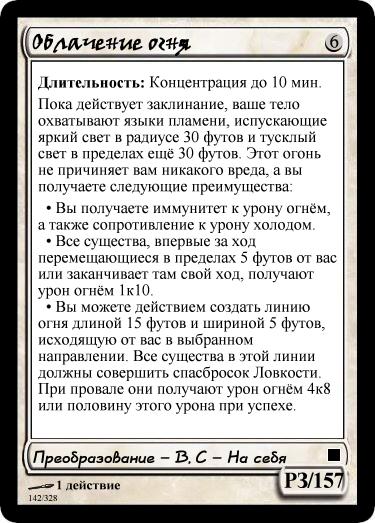 Облачение огня 6
Длительность: Концентрация до 10 мин.
Пока действует заклинание, ваше тело
охватывают языки пламени, испускающие
яркий свет в радиусе 30 футов и тусклый
свет в пределах ещё 30 футов. Этот огонь
не причиняет вам никакого вреда, а вы
получаете следующие преимущества:
• Вы получаете иммунитет к урону огнём,
а также сопротивление к урону холодом.
• Все существа, впервые за ход
перемещающиеся в пределах 5 футов от вас
или заканчивает там свой ход, получают
урон огнём 1к10.
• Вы можете действием создать линию
огня длиной 15 футов и шириной 5 футов,
исходящую от вас в выбранном
направлении. Все существа в этой линии
должны совершить спасбросок Ловкости.
При провале они получают урон огнём 4к8
или половину этого урона при успехе.
Преобразование – В, С – На себя
РЗ/157
1 действие
142/328